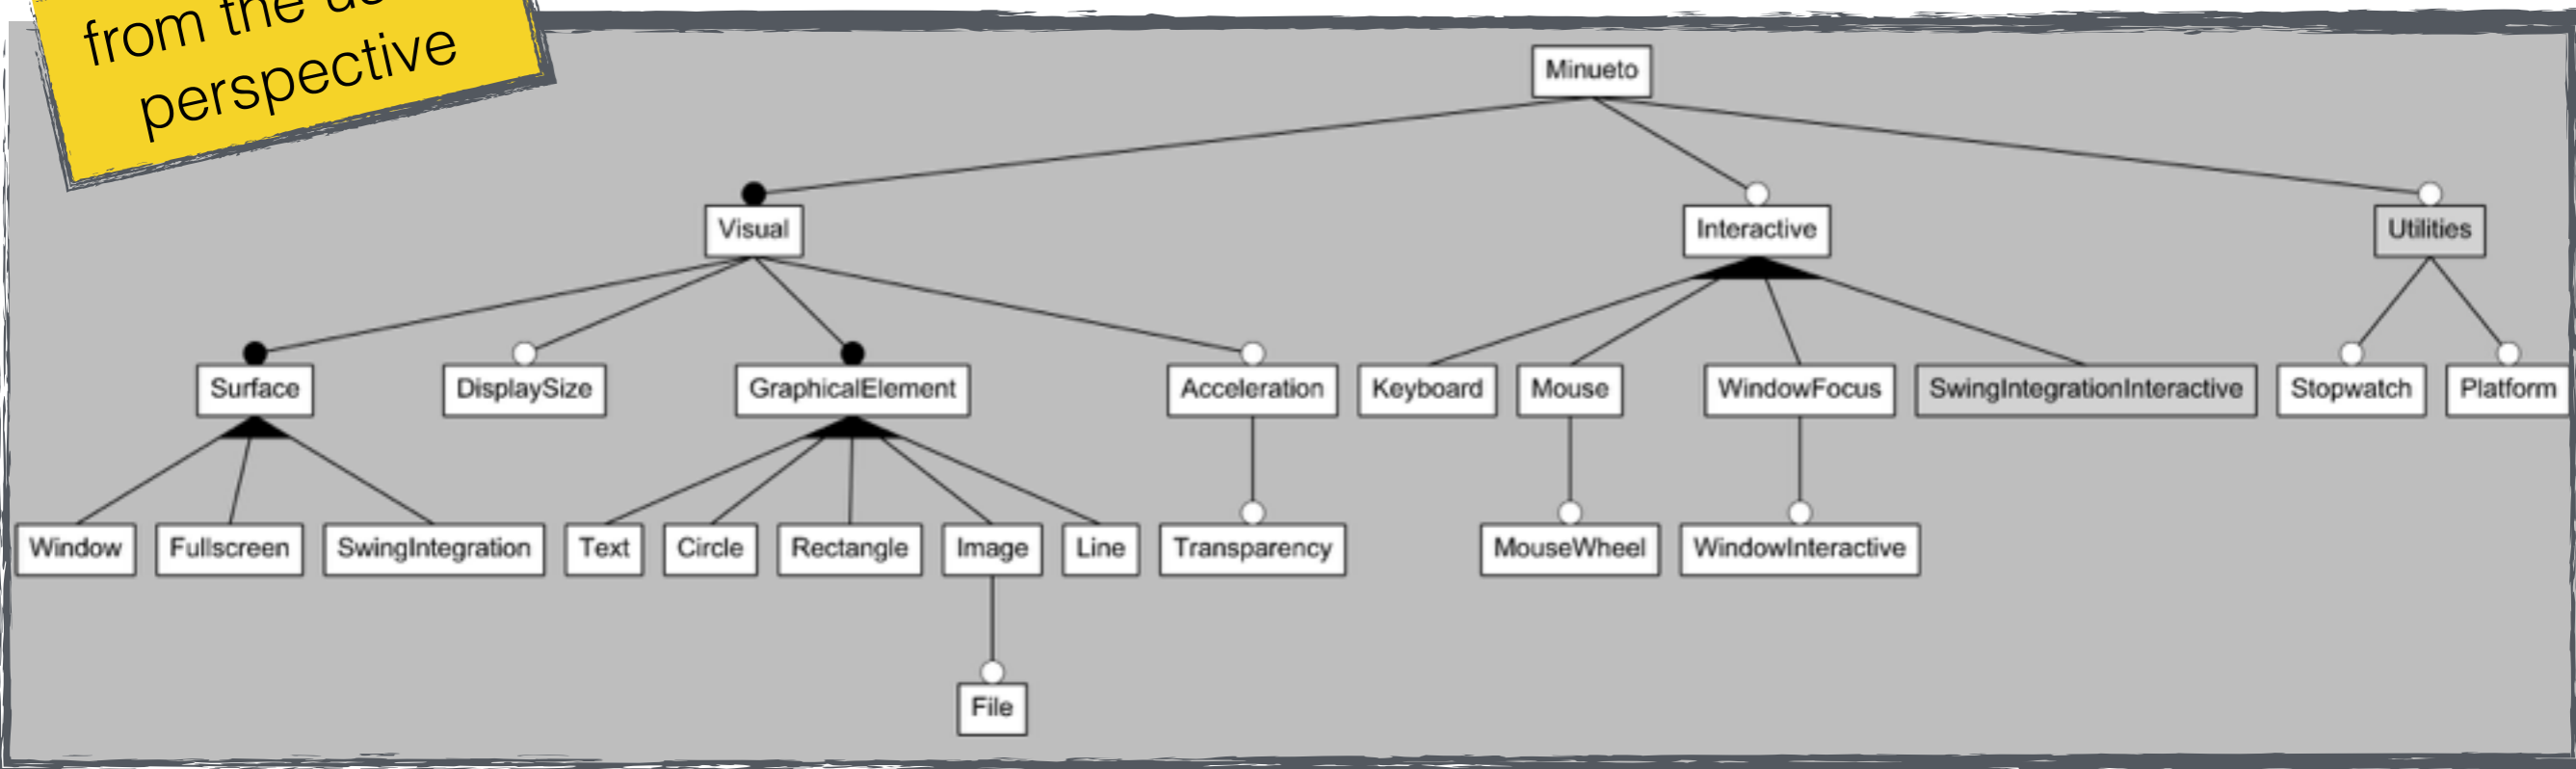 from the
perspective
Minueto
Visual
Interactive
Utilities
Surface
DisplaySize
GraphicalElement
Acceleration
Keyboard
Mouse
WindowFocus
SwingIntegrationInteractive
Stopwatch
Platform
Window
Fullscreen
SwingIntegration
Text
Circle
Rectangle
Image
Line
Transparency
MouseWheel
WindowInteractive
File